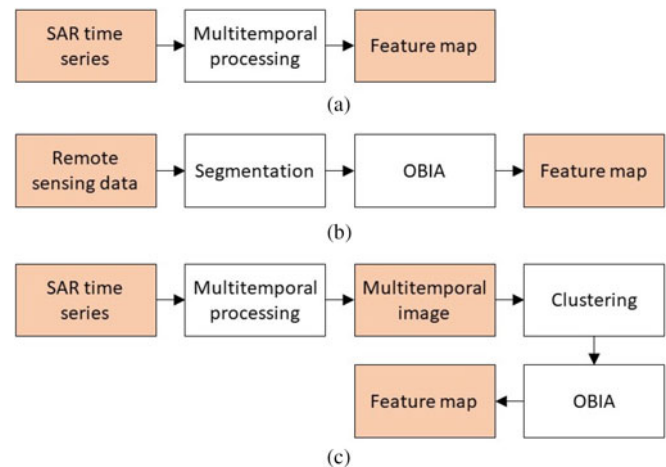 SAR time
series
Multitemporal
processing
Feature map
(a)
Remote
sensing data
Segmentation
OBIA
Feature map
(b)
SAR time
series
Multitemporal
processing
Multitemporal
image
Clustering
Feature map
OBIA
(c)